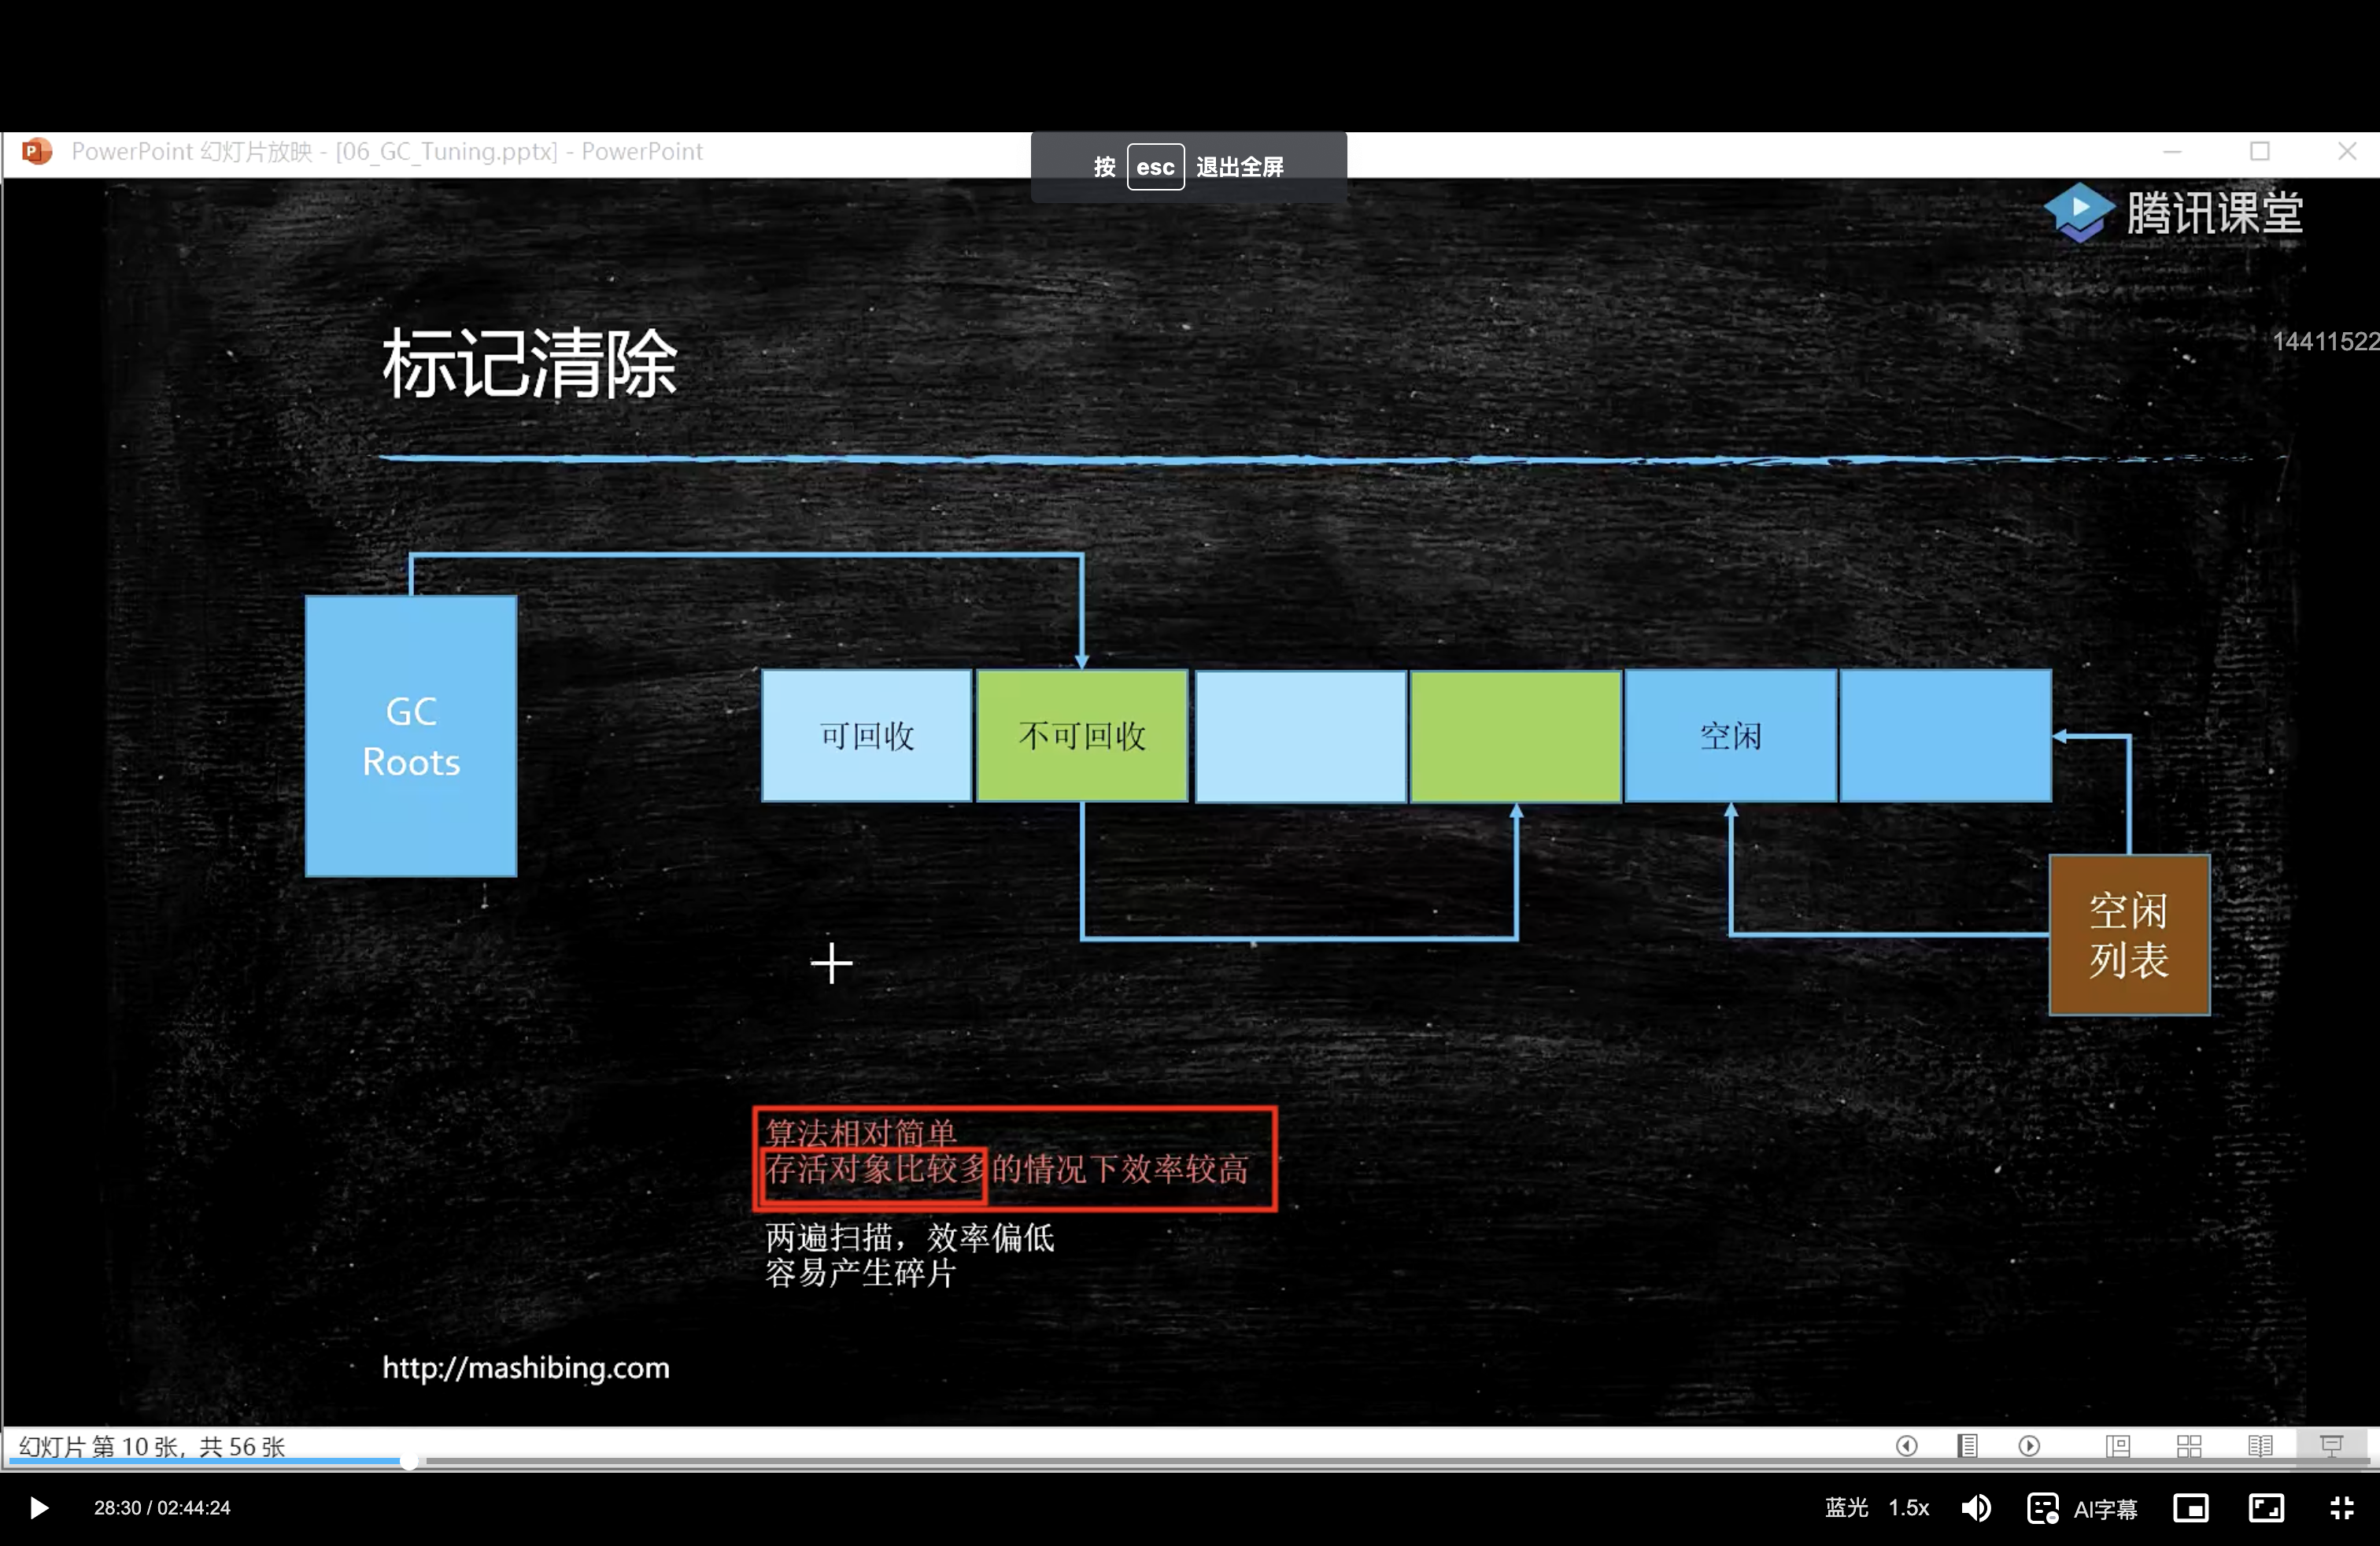 PowerPoint 幻灯片放映 - [06_GC_Tuning.pptx] - PowerPoint
按 esc 退出全屏
腾讯课堂
14411522
标记清除
GC
Roots
可回收
不可回收
空闲
空闲
列表
算法相对简单
存活对象比较多的情况下效率较高
两遍扫描，效率偏低
容易产生碎片
http://mashibing.com
幻灯片 第 10 张，共 56 张
28:30 / 02:44:24
蓝光
1.5x
AI字幕